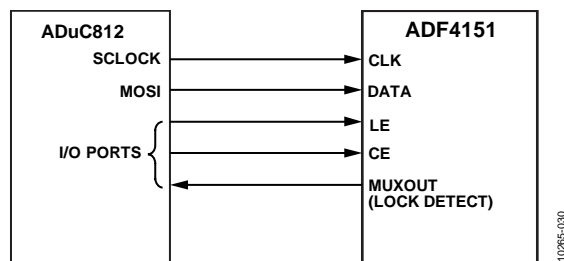 ADuC812
ADF4151
SCLOCK
CLK
MOSI
DATA
LE
I/O PORTS
CE
MUXOUT
(LOCK DETECT)
10265-030